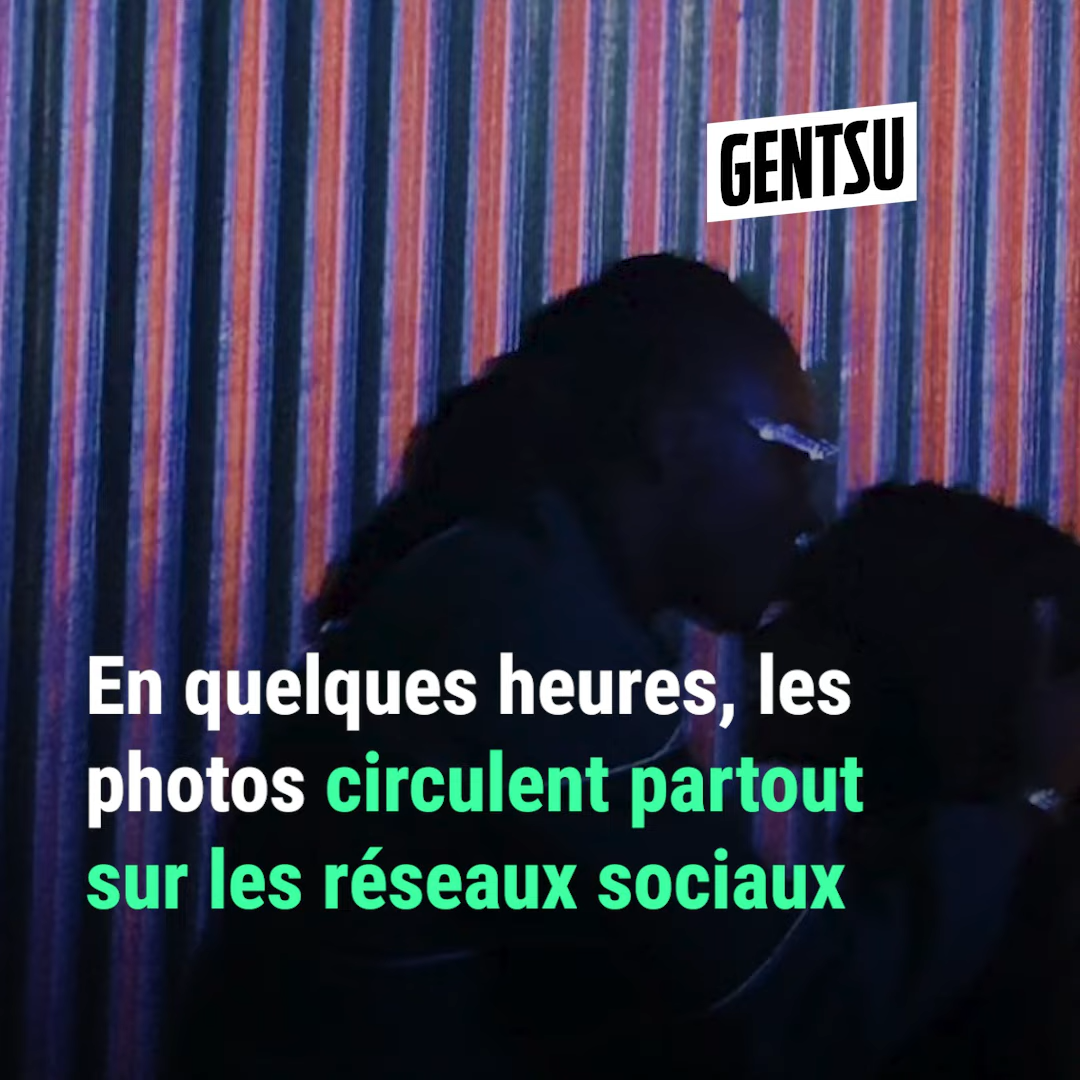 GENTSU
En quelques heures, les
photos circulent partout
sur les réseaux sociaux